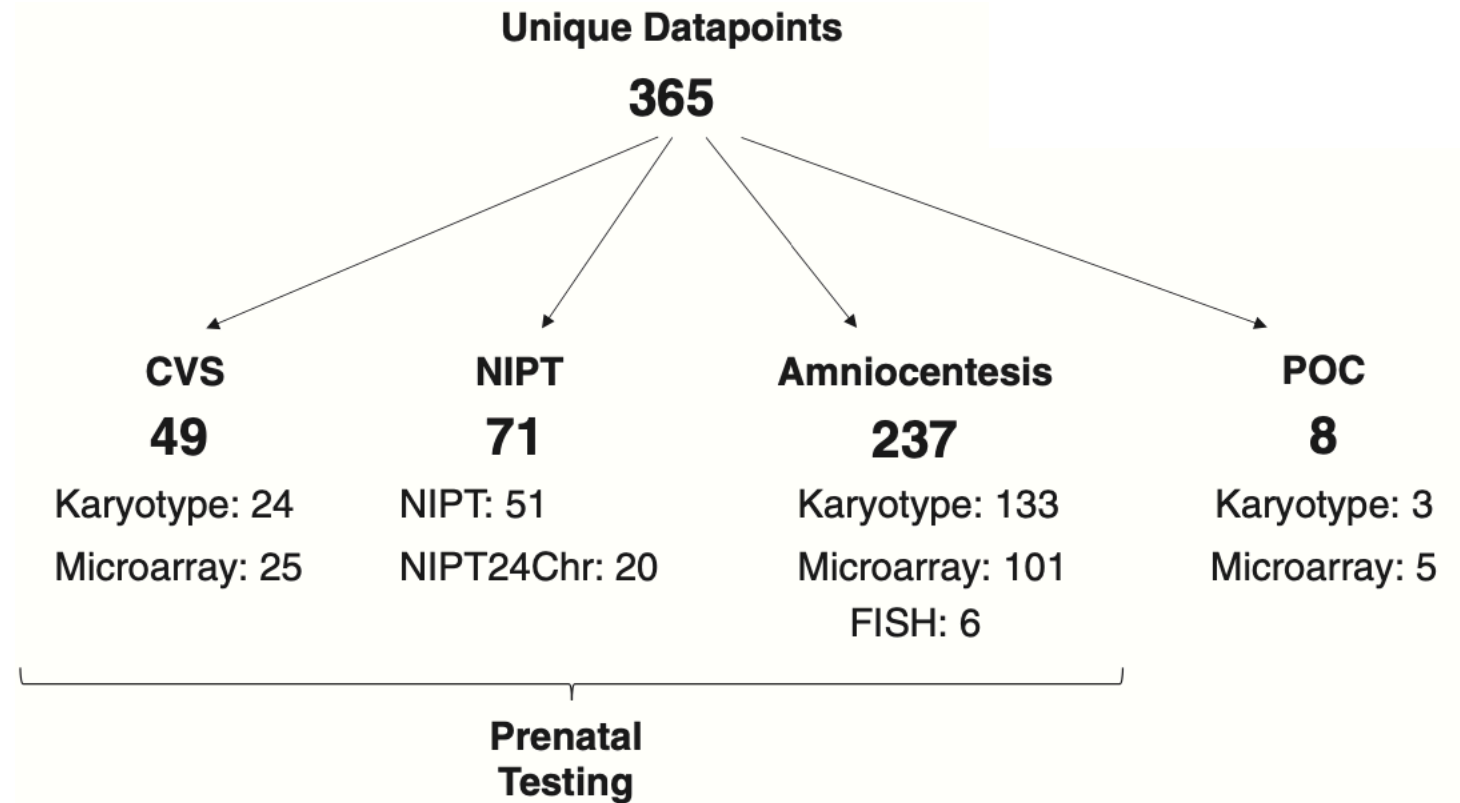 Unique Datapoints
365
CVS
49
Karyotype: 24
Microarray: 25
NIPT
71
NIPT: 51
NIPT24Chr: 20
Amniocentesis
237
Karyotype: 133
Microarray: 101
FISH: 6
POC
8
Karyotype: 3
Microarray: 5
Prenatal
Testing